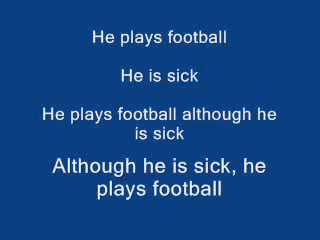 He plays football
He is sick
He plays football although he
is sick
Although he is sick, he
plays football